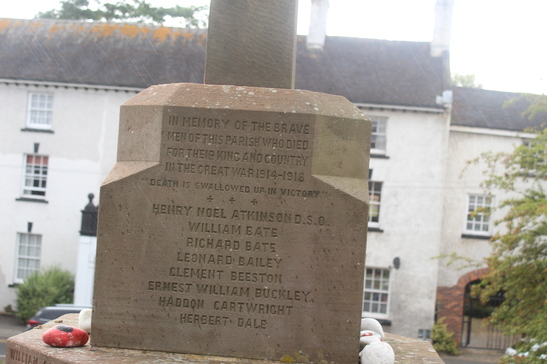 IN MEMORY OF THE BRAVE
MEN OF THIS PARISH WHO DIED
FOR THEIR KING AND COUNTRY
IN THE GREAT WAR 1914-1918
"DEATH IS SWALLOWED UP IN VICTORY"
HENRY NOEL ATKINSON D.S.O.
WILLIAM BATE
RICHARD BATE
LEONARD BAILEY
CLEMENT BEESTON
ERNEST WILLIAM BUCKLEY
HADDON CARTWRIGHT
HERBERT DALE
WILLIAM